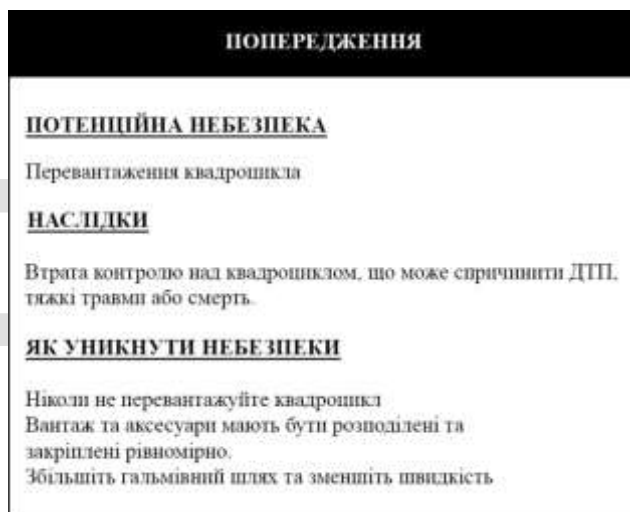 ПОПЕРЕДЖЕННЯ
ПОТЕНЦІЙНА НЕБЕЗПЕКА
Перевантаження квадроцикла
НАСЛІДКИ
Втрата контролю над квадроциклом, що може спричинити ДТП,
тяжкі травми або смерть.
ЯК УНИКНУТИ НЕБЕЗПЕКИ
Ніколи не перевантажуйте квадроцикл
Вантаж та аксесуари мають бути розподілені та
закріплені рівномірно.
Збільшіть гальмівний шлях та зменшіть швидкість